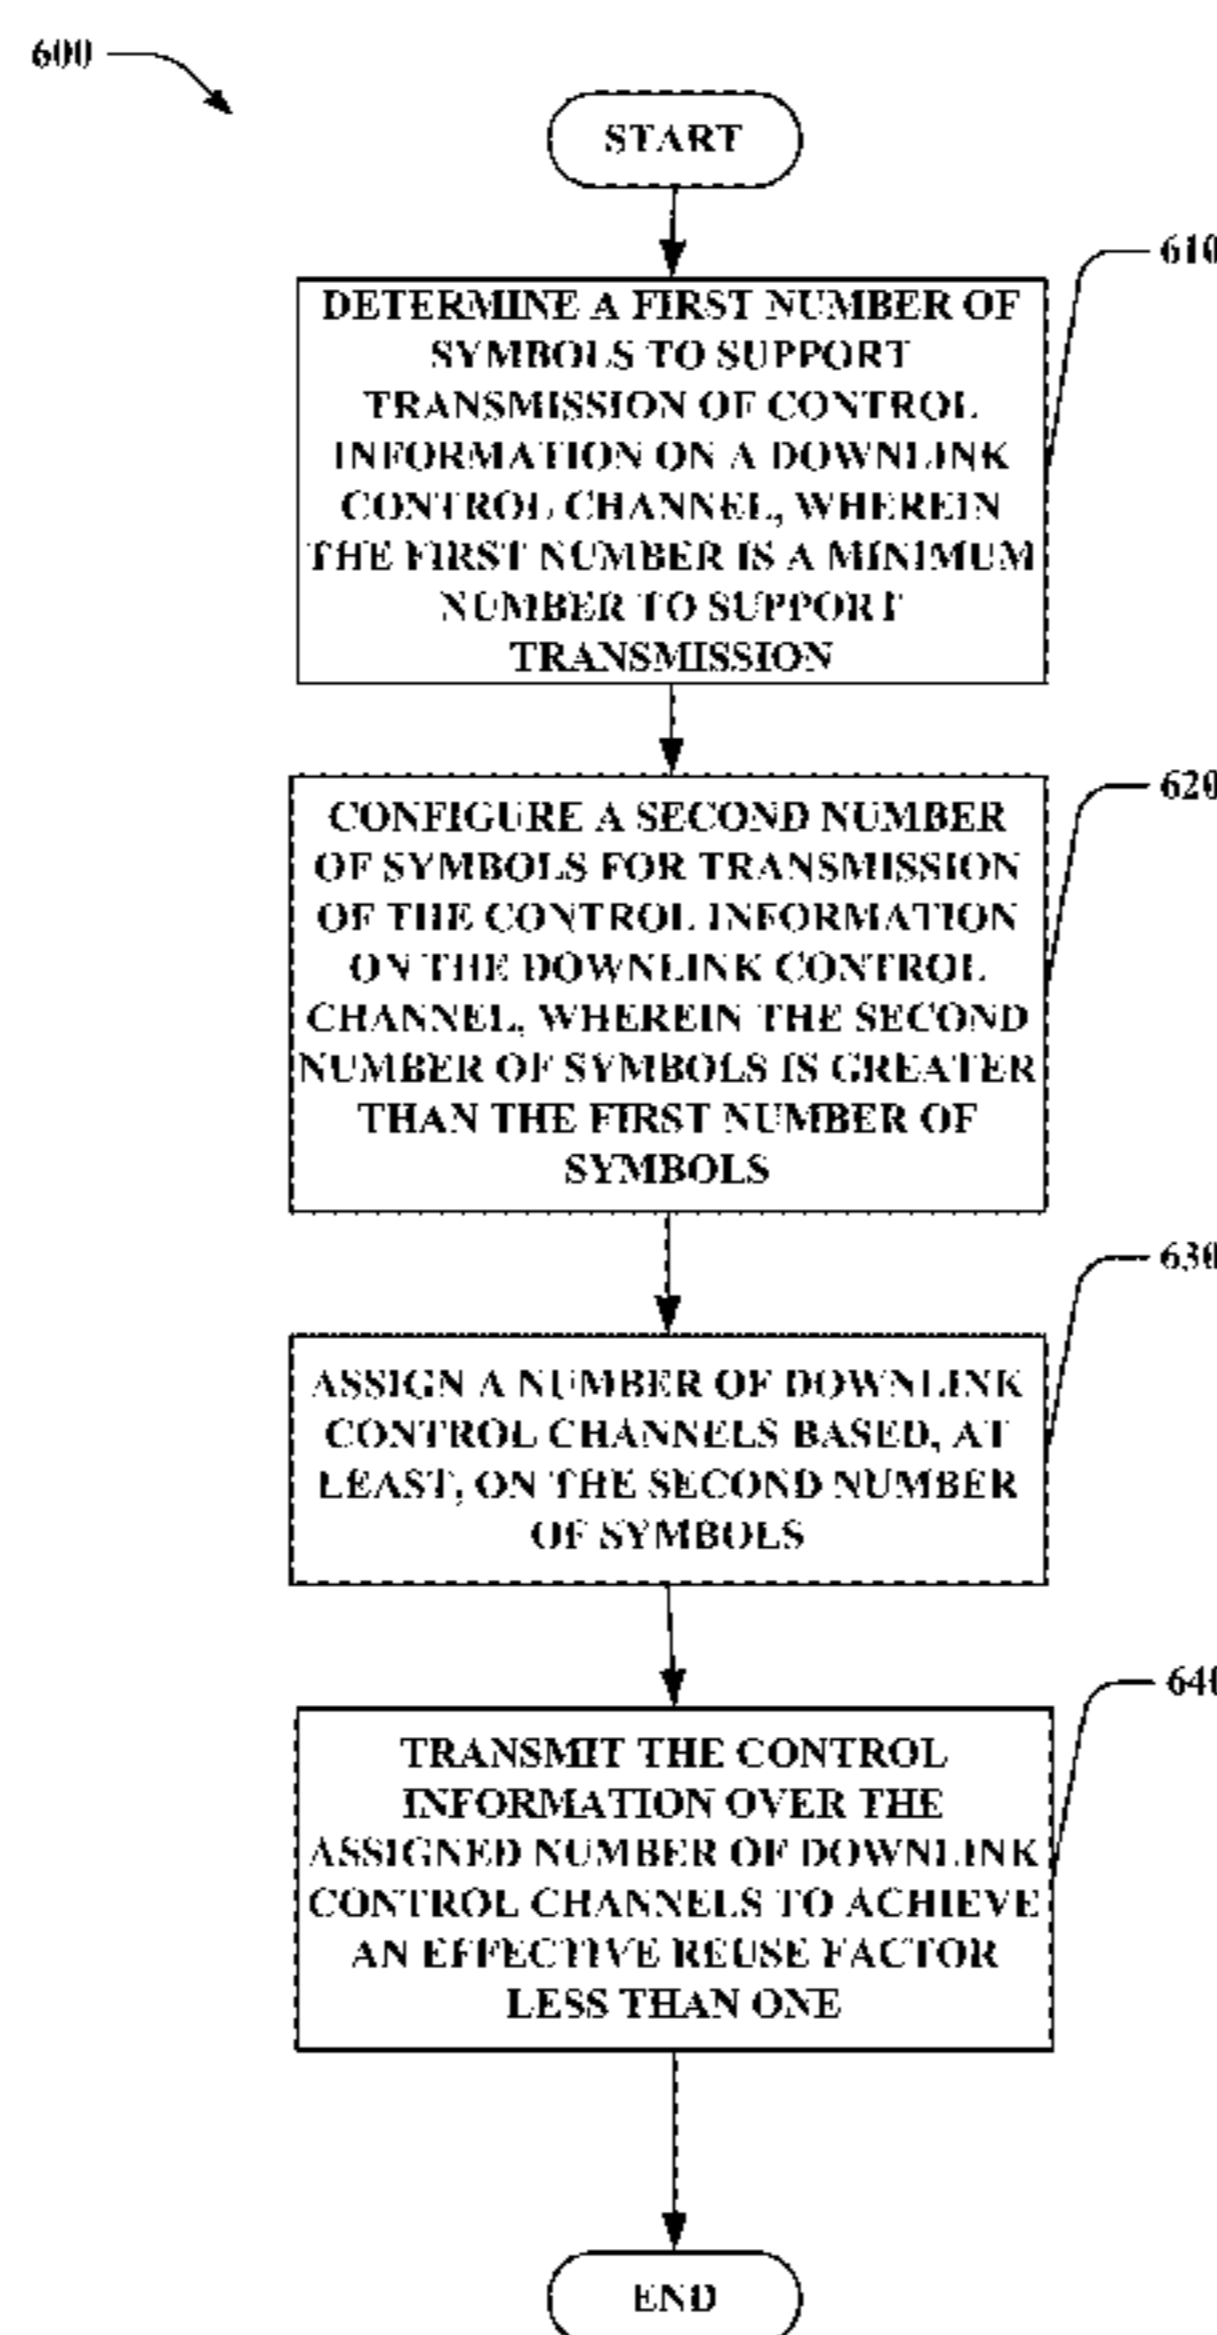 600
START
610
DETERMINE A FIRST NUMBER OF
SYMBOLS TO SUPPORT
TRANSMISSION OF CONTROL
INFORMATION ON A DOWNLINK
CONTROL CHANNEL, WHEREIN
THE FIRST NUMBER IS A MINIMUM
NUMBER TO SUPPORT
TRANSMISSION
620
CONFIGURE A SECOND NUMBER
OF SYMBOLS FOR TRANSMISSION
OF THE CONTROL INFORMATION
ON THE DOWNLINK CONTROL
CHANNEL, WHEREIN THE SECOND
NUMBER OF SYMBOLS IS GREATER
THAN THE FIRST NUMBER OF
SYMBOLS
630
ASSIGN A NUMBER OF DOWNLINK
CONTROL CHANNELS BASED, AT
LEAST, ON THE SECOND NUMBER
OF SYMBOLS
640
TRANSMIT THE CONTROL
INFORMATION OVER THE
ASSIGNED NUMBER OF DOWNLINK
CONTROL CHANNELS TO ACHIEVE
AN EFFECTIVE REUSE FACTOR
LESS THAN ONE
END